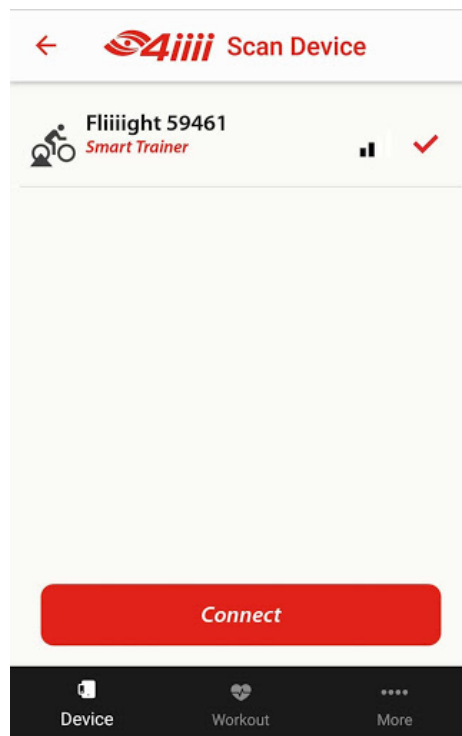 4iiii Scan Device
Fliiiight 59461
Smart Trainer
Connect
Device Workout More